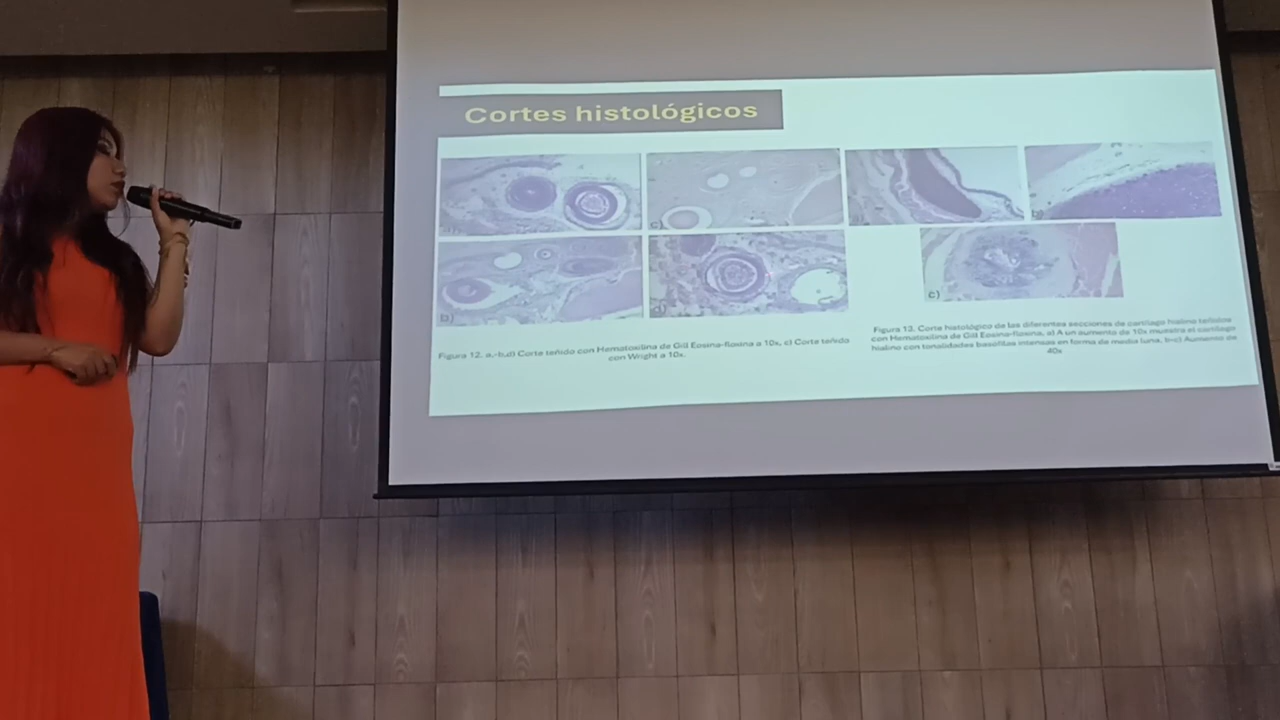 Cortes histológicos
c)
b)
d)
c)
Figura 12. a,-b,d) Corte teñido con Hematoxilina de Gill Eosina-floxina a 10x, c) Corte teñido
con Wright a 10x.
Figura 13. Corte histológico de las diferentes secciones de cartílago hialino teñidos
con Hematoxilina de Gill Eosina-floxina, a) A un aumento de 10x muestra el cartílago
hialino con tonalidades basófilas intensas en forma de media luna, b-c) Aumento de
40x